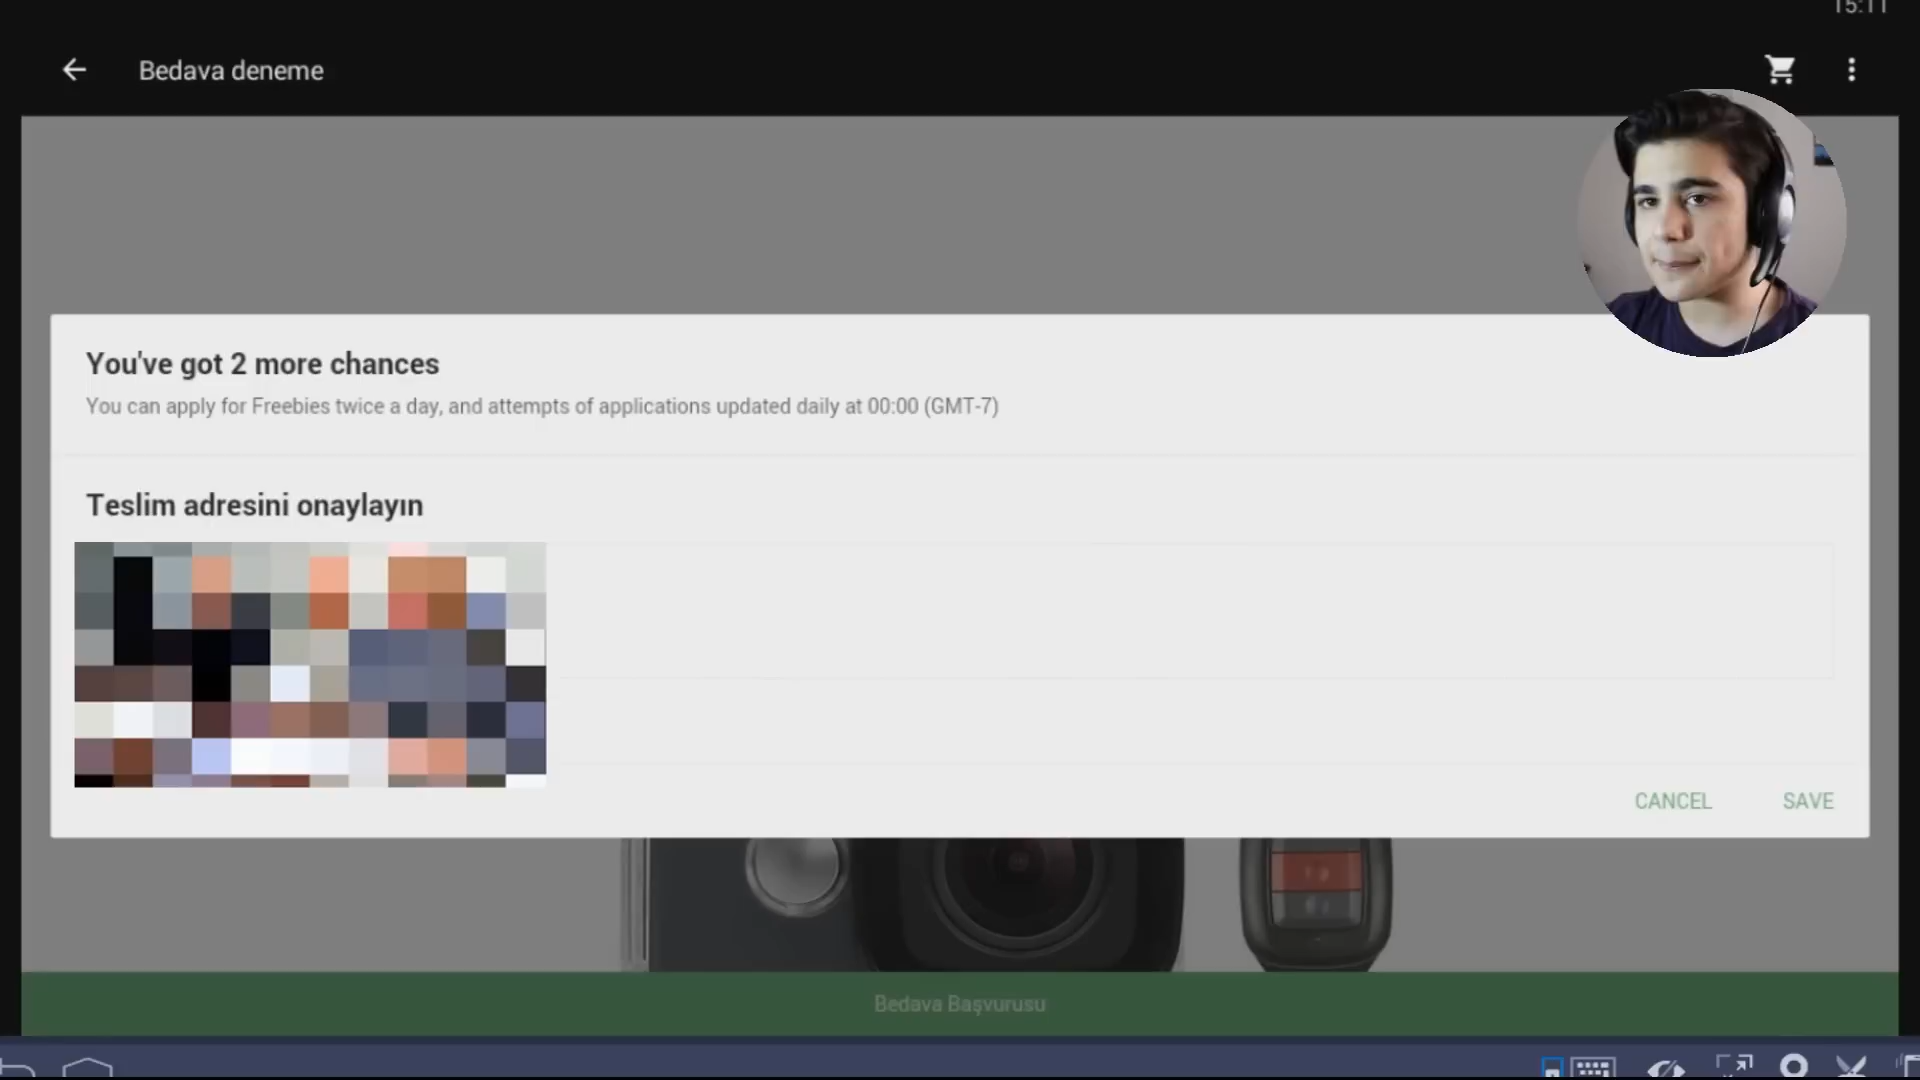 15:11
Bedava deneme
You've got 2 more chances
You can apply for Freebies twice a day, and attempts of applications updated daily at 00:00 (GMT-7)
Teslim adresini onaylayın
CANCEL
SAVE
Bedava Başvurusu